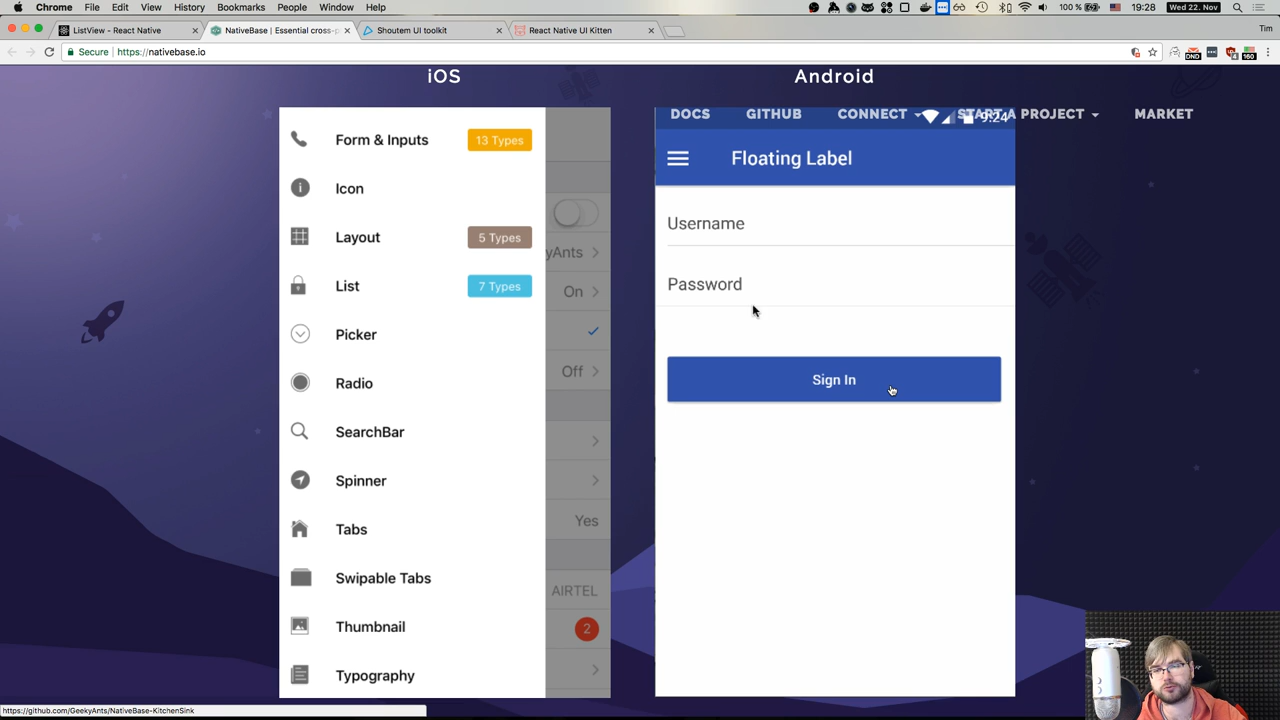 Chrome File Edit View History Bookmarks People Window Help 100 % 19:28 Wed 22. Nov
ListView - React Native
NativeBase | Essential cross-p
Shoutem UI toolkit
React Native UI Kitten
Tim
Secure https://nativebase.io
iOS
Android
DOCS GITHUB CONNECT START A PROJECT MARKET
9:24
Form & Inputs 13 Types
Icon
Layout 5 Types
List 7 Types
Picker
Radio
SearchBar
Spinner
Tabs
Swipable Tabs
Thumbnail
Typography
yAnts
On
Off
Yes
AIRTEL
2
Floating Label
Username
Password
Sign In
https://github.com/GeekyAnts/NativeBase-KitchenSink